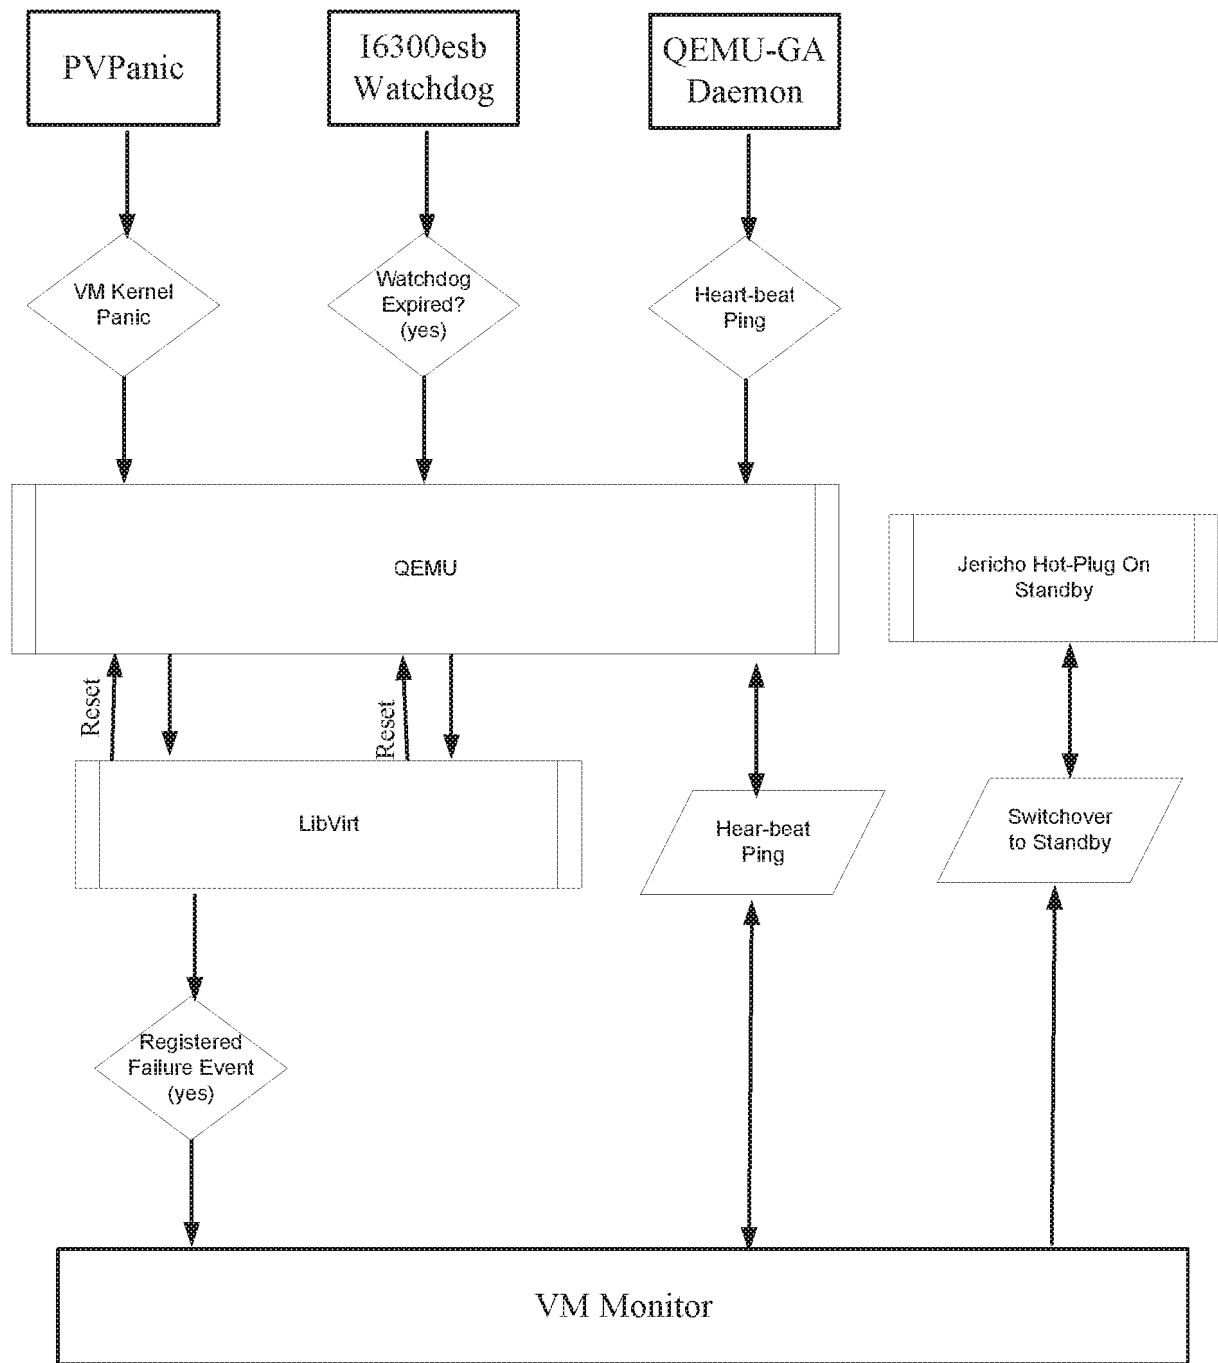 PVPanic
I6300esb
Watchdog
QEMU-GA
Daemon
VM Kernel
Panic
Watchdog
Expired?
(yes)
Heart-beat
Ping
QEMU
Jericho Hot-Plug On
Standby
Reset
Reset
LibVirt
Hear-beat
Ping
Switchover
to Standby
Registered
Failure Event
(yes)
VM Monitor